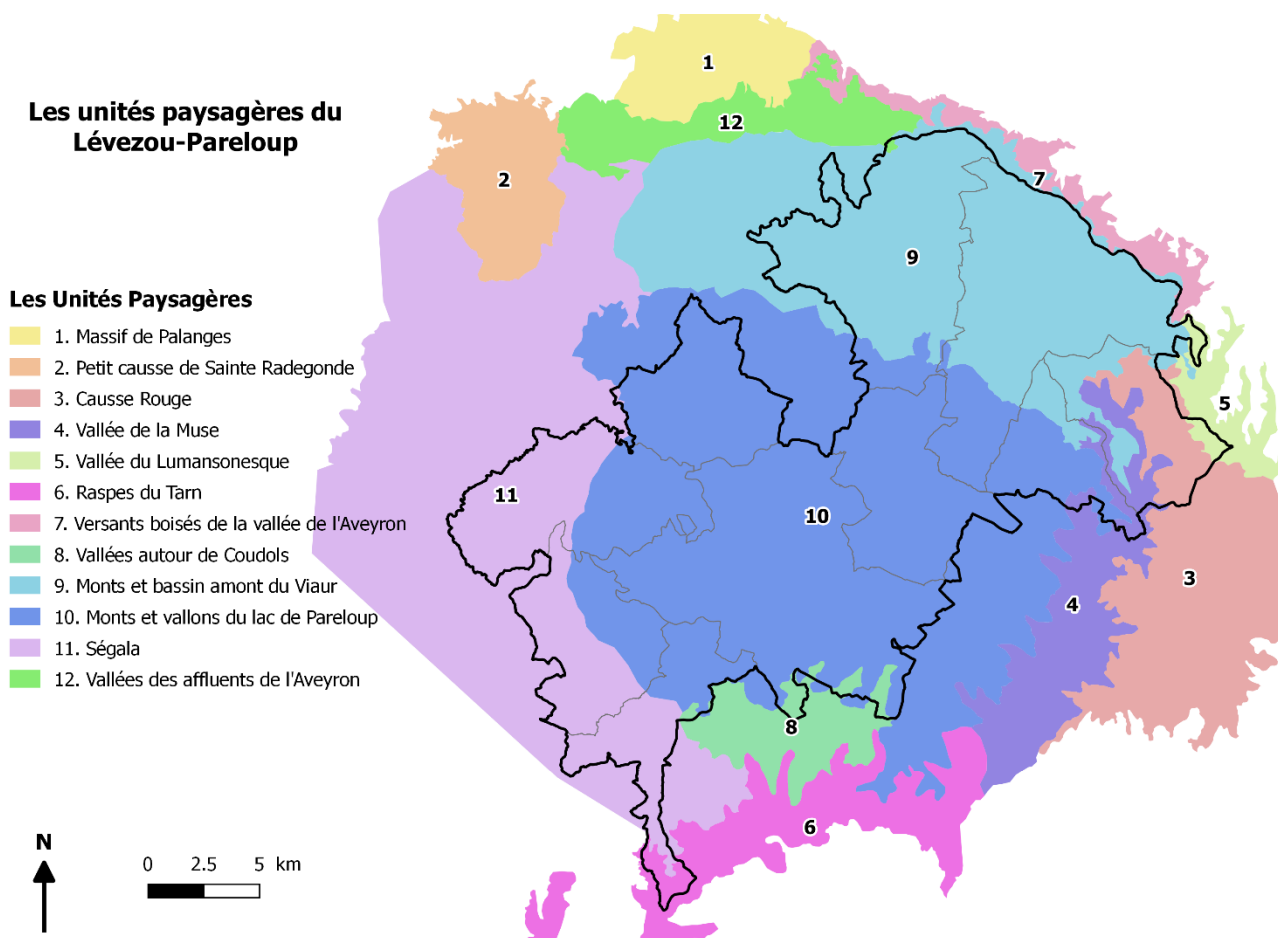 Les unités paysagères du
Lévezou-Pareloup
Les Unités Paysagères
1. Massif de Palanges
2. Petit causse de Sainte Radegonde
3. Causse Rouge
4. Vallée de la Muse
5. Vallée du Lumansonesque
6. Raspes du Tarn
7. Versants boisés de la vallée de l'Aveyron
8. Vallées autour de Coudols
9. Monts et bassin amont du Viaur
10. Monts et vallons du lac de Pareloup
11. Ségala
12. Vallées des affluents de l'Aveyron
N
0 2.5 5 km
1
12
2
7
9
5
11
10
3
4
8
6